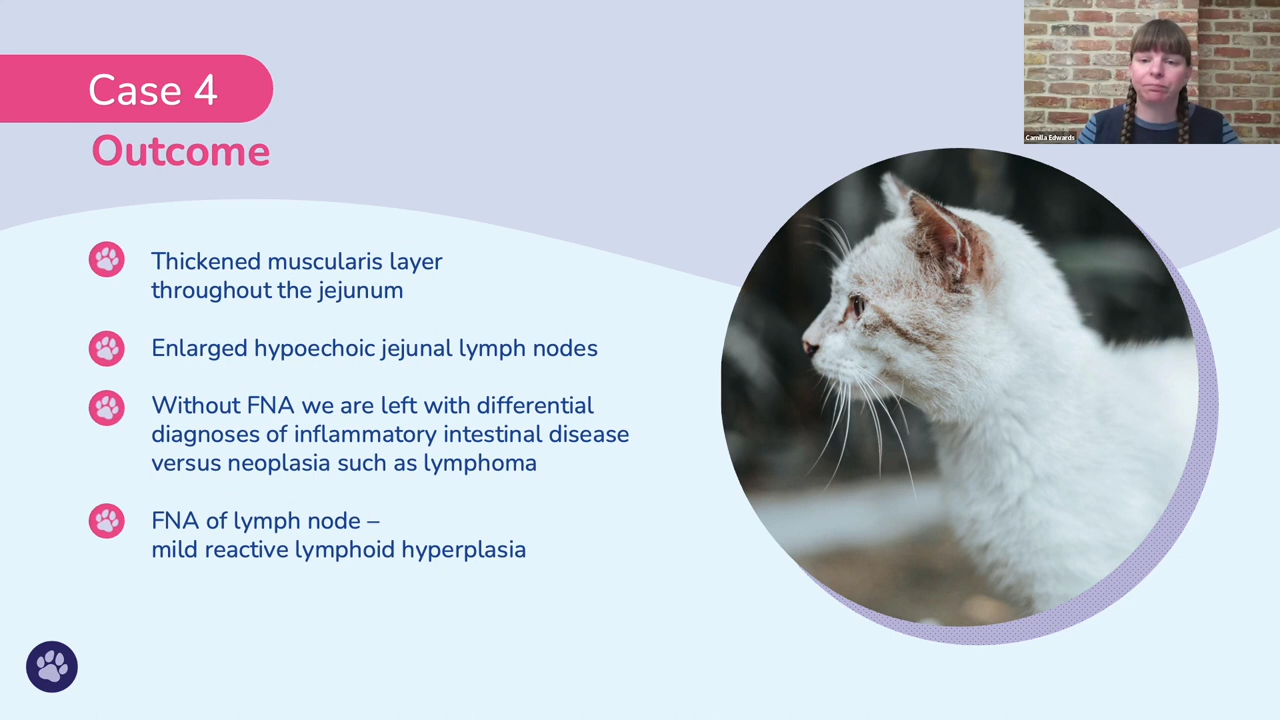 Case 4
Outcome
Camilla Edwards
Thickened muscularis layer
throughout the jejunum
Enlarged hypoechoic jejunal lymph nodes
Without FNA we are left with differential
diagnoses of inflammatory intestinal disease
versus neoplasia such as lymphoma
FNA of lymph node –
mild reactive lymphoid hyperplasia